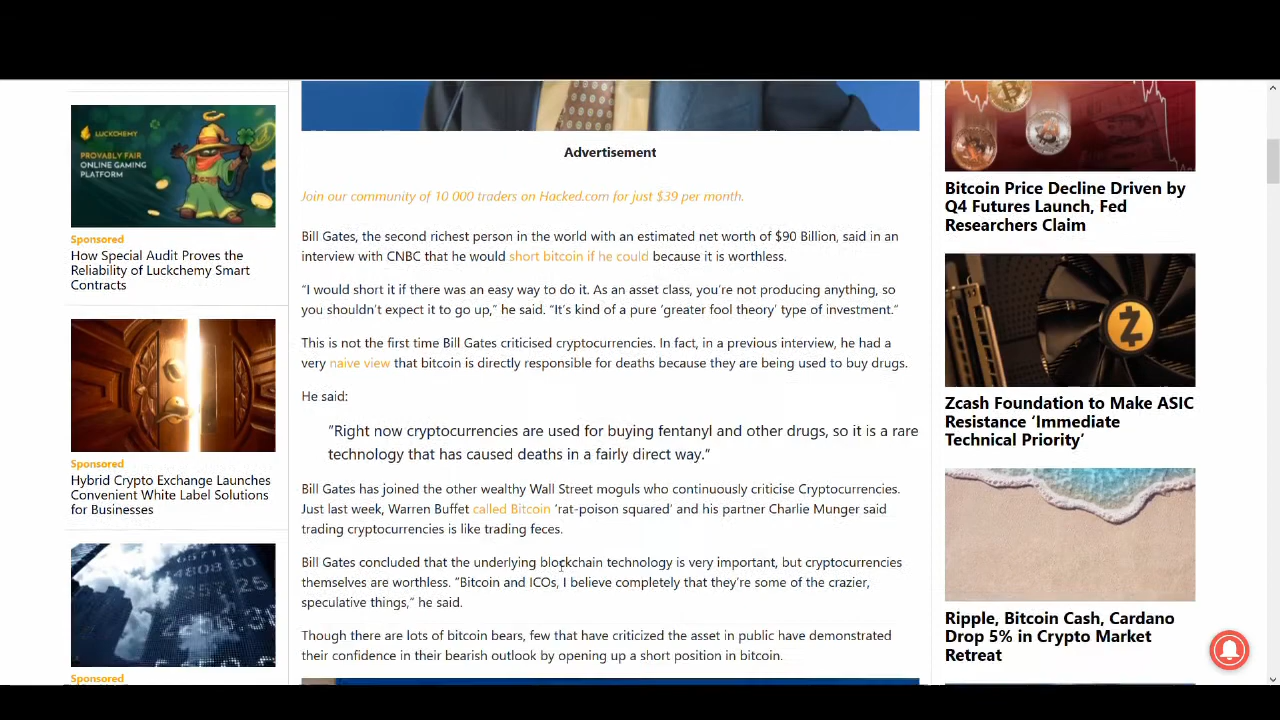 LUCKCHEMY
PROVABLY FAIR
ONLINE GAMING
PLATFORM
Sponsored
How Special Audit Proves the
Reliability of Luckchemy Smart
Contracts
Sponsored
Hybrid Crypto Exchange Launches
Convenient White Label Solutions
for Businesses
Sponsored
Advertisement
Join our community of 10 000 traders on Hacked.com for just $39 per month.
Bill Gates, the second richest person in the world with an estimated net worth of $90 Billion, said in an
interview with CNBC that he would short bitcoin if he could because it is worthless.
“I would short it if there was an easy way to do it. As an asset class, you’re not producing anything, so
you shouldn’t expect it to go up,” he said. “It’s kind of a pure ‘greater fool theory’ type of investment.”
This is not the first time Bill Gates criticised cryptocurrencies. In fact, in a previous interview, he had a
very naive view that bitcoin is directly responsible for deaths because they are being used to buy drugs.
He said:
”Right now cryptocurrencies are used for buying fentanyl and other drugs, so it is a rare
technology that has caused deaths in a fairly direct way.”
Bill Gates has joined the other wealthy Wall Street moguls who continuously criticise Cryptocurrencies.
Just last week, Warren Buffet called Bitcoin ‘rat-poison squared’ and his partner Charlie Munger said
trading cryptocurrencies is like trading feces.
Bill Gates concluded that the underlying blockchain technology is very important, but cryptocurrencies
themselves are worthless. “Bitcoin and ICOs, I believe completely that they’re some of the crazier,
speculative things,” he said.
Though there are lots of bitcoin bears, few that have criticized the asset in public have demonstrated
their confidence in their bearish outlook by opening up a short position in bitcoin.
Bitcoin Price Decline Driven by
Q4 Futures Launch, Fed
Researchers Claim
Zcash Foundation to Make ASIC
Resistance ‘Immediate
Technical Priority’
Ripple, Bitcoin Cash, Cardano
Drop 5% in Crypto Market
Retreat